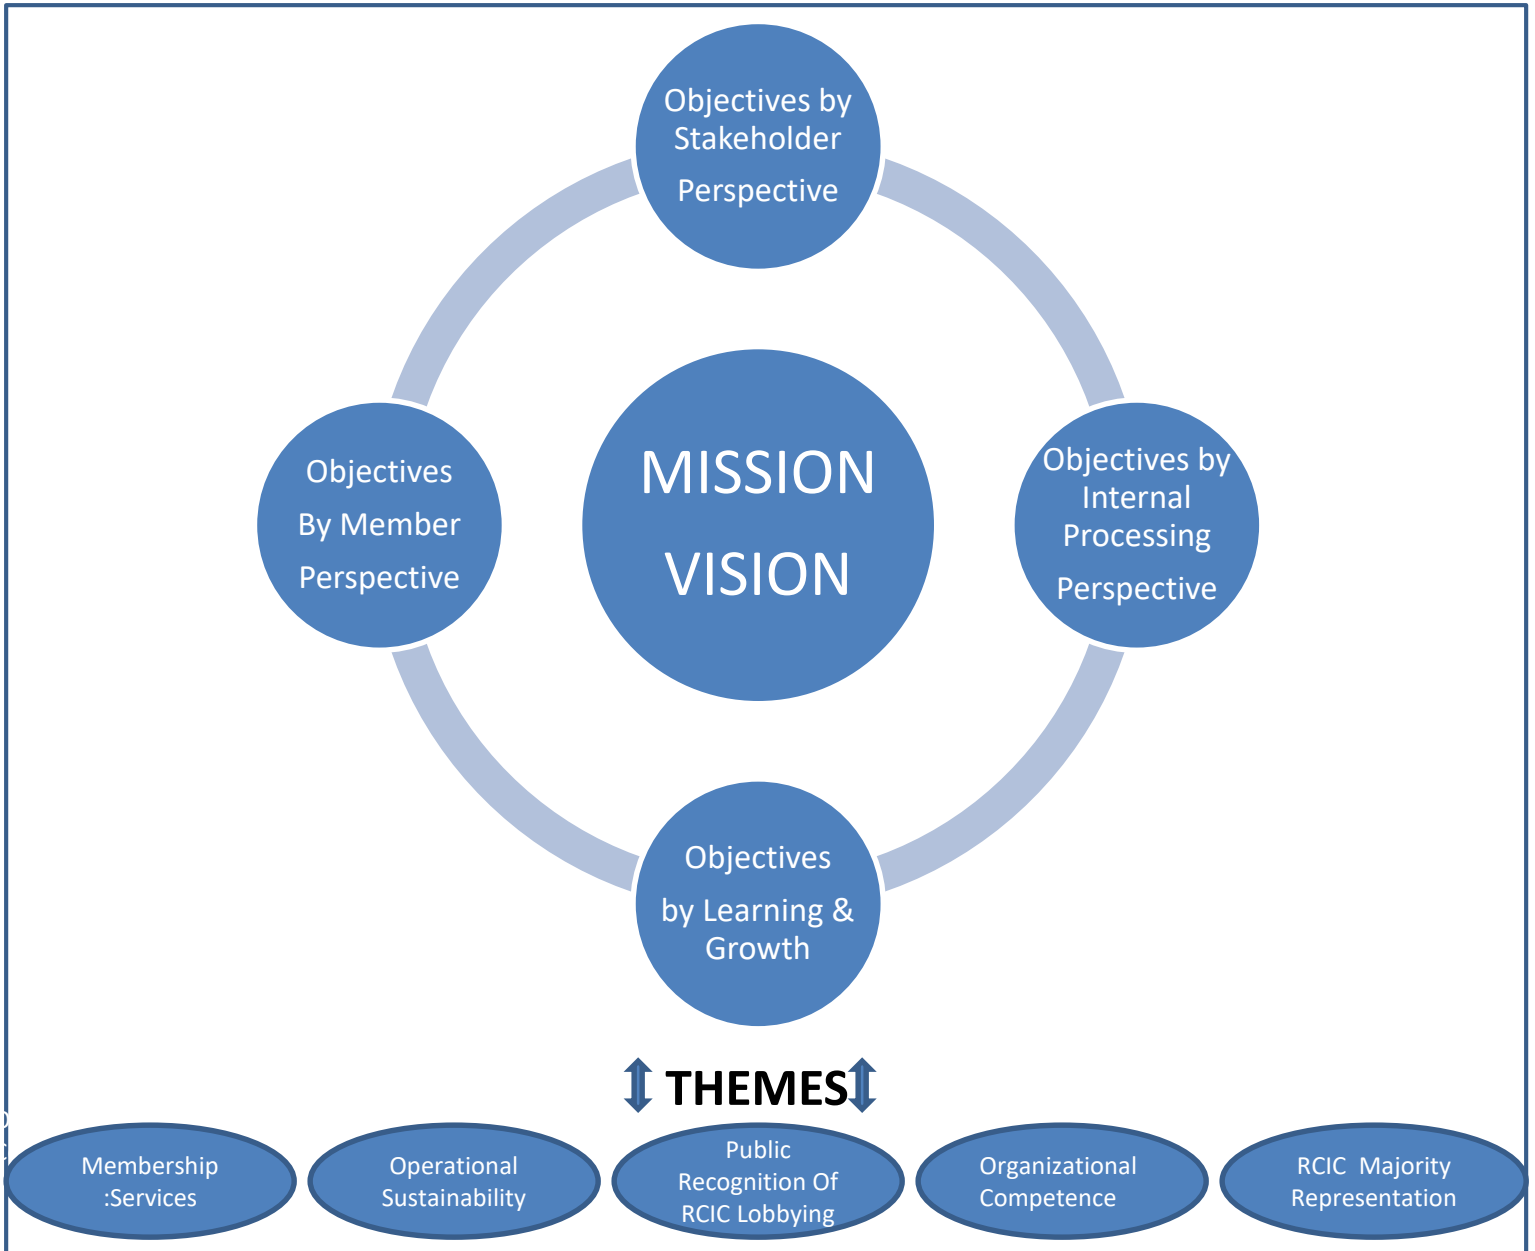 Objectives by
Stakeholder
Perspective
Objectives
By Member
Perspective
MISSION
VISION
Objectives by
Internal
Processing
Perspective
Objectives
by Learning &
Growth
THEMES
Membership
:Services
Operational
Sustainability
Public
Recognition Of
RCIC Lobbying
Organizational
Competence
RCIC Majority
Representation